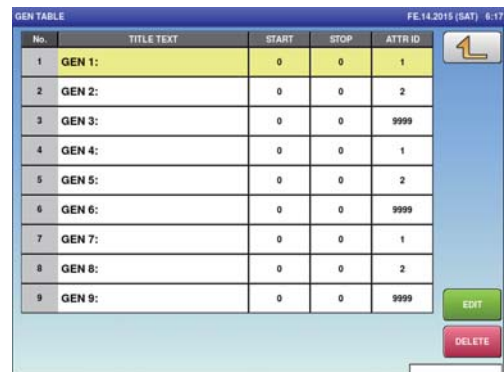 GEN TABLE FE.14.2015 (SAT) 6:17
No. TITLE TEXT START STOP ATTR ID
1 GEN 1: 0 0 1
2 GEN 2: 0 0 2
3 GEN 3: 0 0 9999
4 GEN 4: 0 0 1
5 GEN 5: 0 0 2
6 GEN 6: 0 0 9999
7 GEN 7: 0 0 1
8 GEN 8: 0 0 2
9 GEN 9: 0 0 9999
EDIT
DELETE